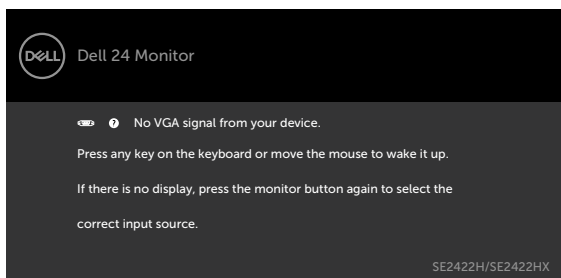 DELL
Dell 24 Monitor
? No VGA signal from your device.
Press any key on the keyboard or move the mouse to wake it up.
If there is no display, press the monitor button again to select the
correct input source.
SE2422H/SE2422HX